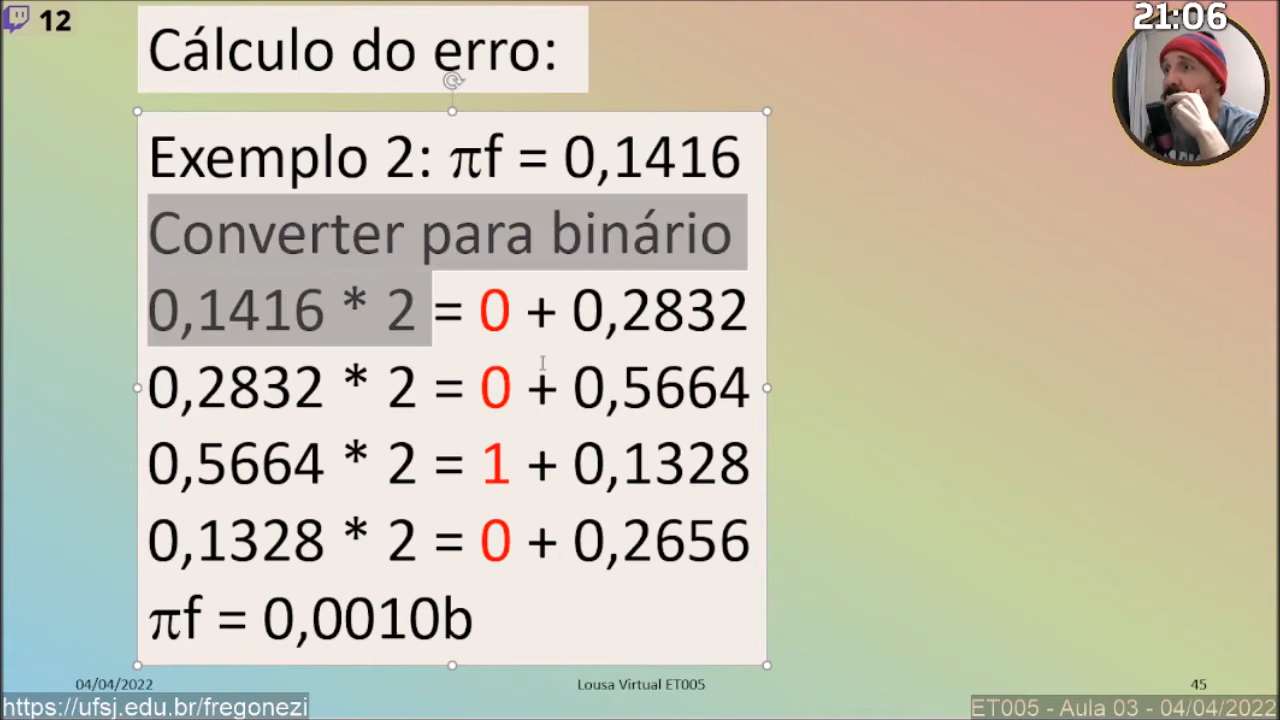 12
21:06
Cálculo do erro:
Exemplo 2: πf = 0,1416
Converter para binário
0,1416 * 2 = 0 + 0,2832
0,2832 * 2 = 0 + 0,5664
0,5664 * 2 = 1 + 0,1328
0,1328 * 2 = 0 + 0,2656
πf = 0,0010b
04/04/2022
Lousa Virtual ET005
45
https://ufsj.edu.br/fregonezi
ET005 - Aula 03 - 04/04/2022